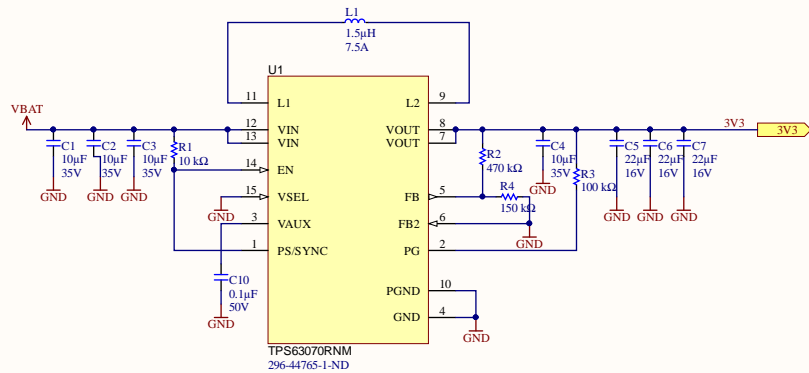 L1
1.5µH
7.5A
U1
VBAT
11
L1
L2
9
12
VIN
VOUT
8
13
VIN
VOUT
7
3V3
3V3
C1
10µF
35V
GND
C2
10µF
35V
GND
C3
10µF
35V
GND
R1
10 kΩ
14
EN
15
VSEL
GND
3
VAUX
1
PS/SYNC
C10
0.1µF
50V
GND
R2
470 kΩ
FB
5
R4
150 kΩ
FB2
6
GND
PG
2
PGND
10
GND
4
GND
C4
10µF
35V
GND
R3
100 kΩ
C5
22µF
16V
GND
C6
22µF
16V
GND
C7
22µF
16V
GND
TPS63070RNM
296-44765-1-ND